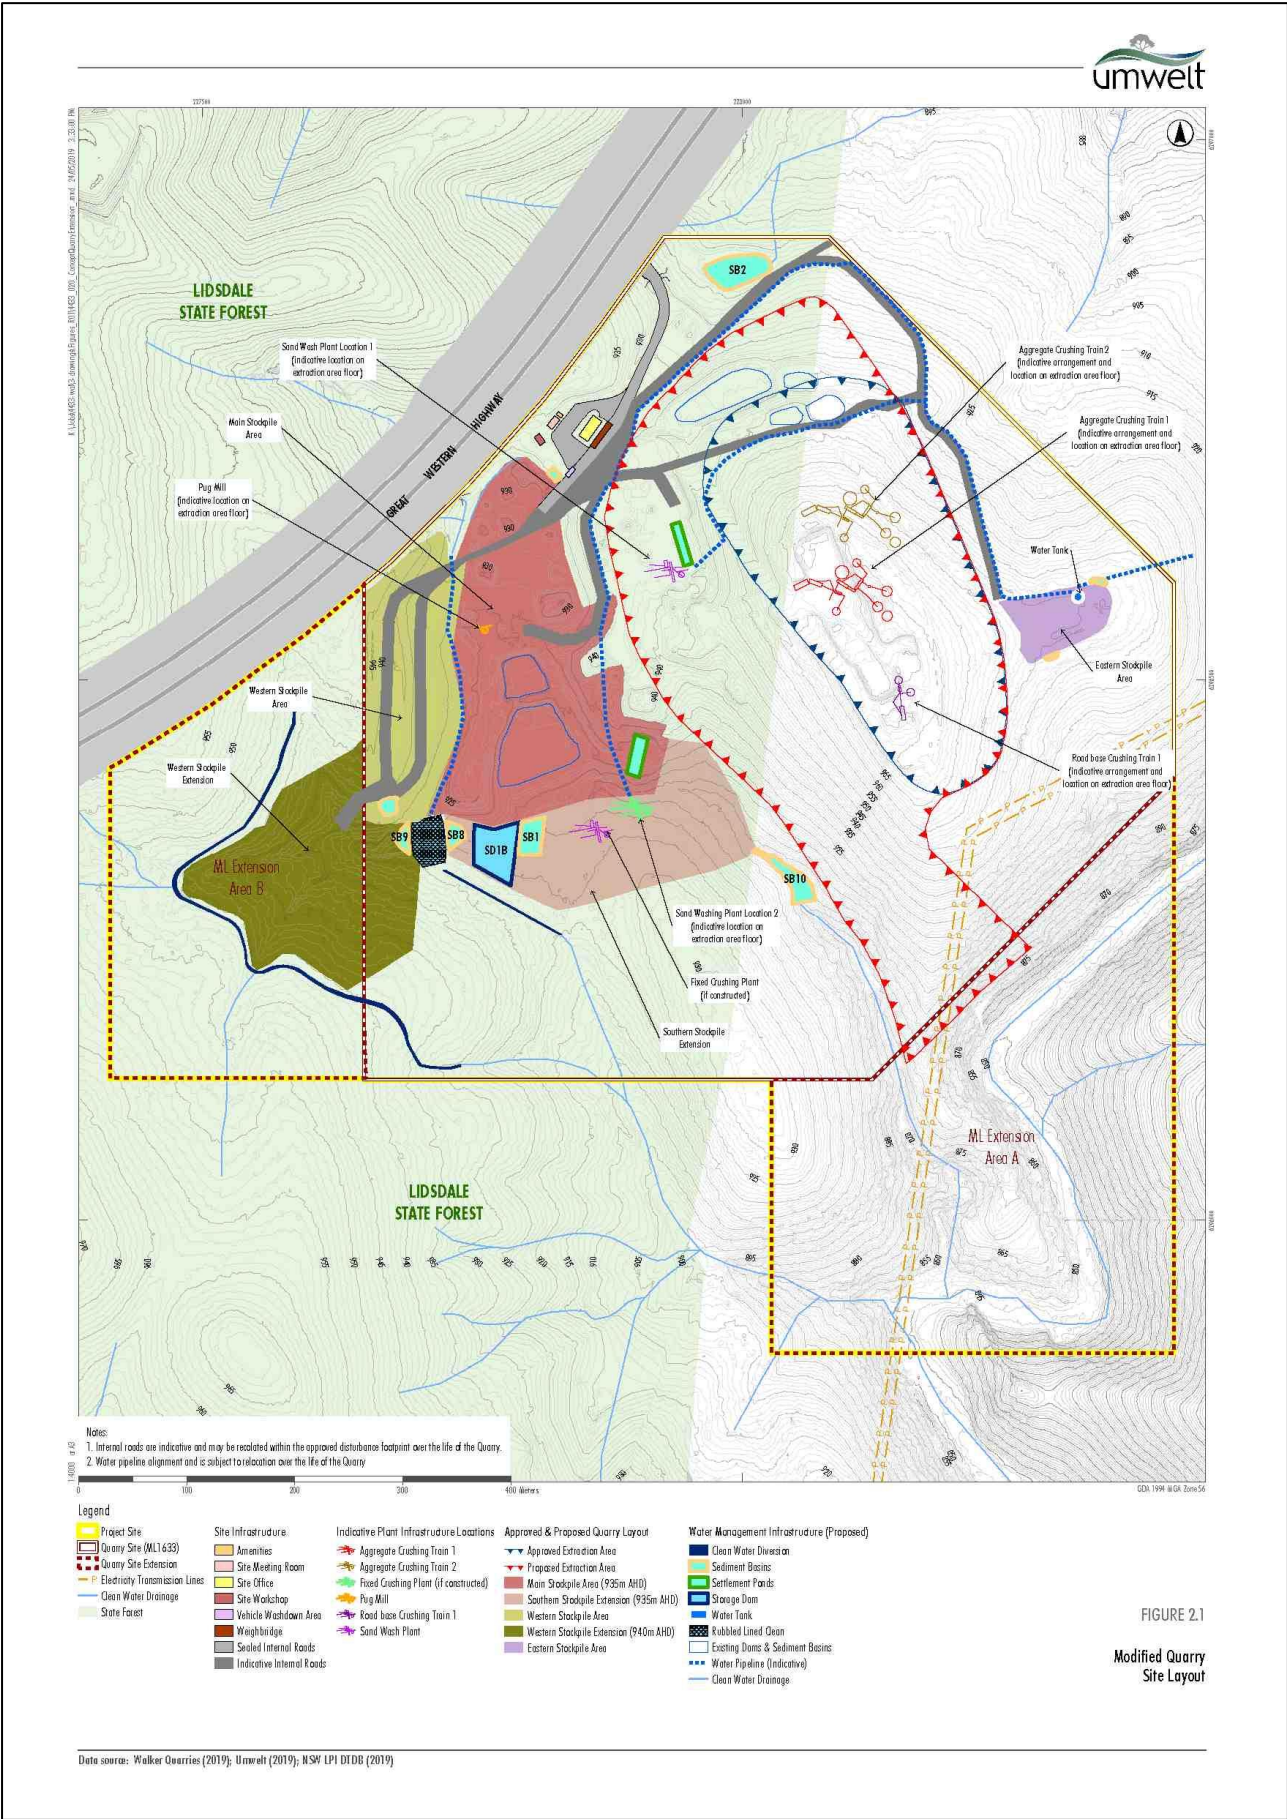 umwelt
LIDSDALE
STATE FOREST
SB2
Sand Wash Plant Location 1
(indicative location on
extraction area floor)
Aggregate Crushing Train 2
(indicative arrangement and
location on extraction area floor)
Main Stockpile
Area
GREAT WESTERN HIGHWAY
Aggregate Crushing Train 1
(indicative arrangement and
location on extraction area floor)
Pug Mill
(indicative location on
extraction area floor)
Water Tank
Eastern Stockpile
Area
Western Stockpile
Area
Western Stockpile
Extension
Road base Crushing Train 1
(indicative arrangement and
location on extraction area floor)
SB9
SB8
SD1B
SB1
SB10
ML Extension
Area B
Sand Washing Plant Location 2
(indicative location on
extraction area floor)
Fixed Crushing Plant
(if constructed)
Southern Stockpile
Extension
ML Extension
Area A
LIDSDALE
STATE FOREST
Notes:
1. Internal roads are indicative and may be recolated within the approved disturbance footprint over the life of the Quarry.
2. Water pipeline alignment and is subject to relocation over the life of the Quarry
1:4000 at A3
0 100 200 300 400 Meters
GDA 1994 MGA Zone 56
Legend
Project Site
Quarry Site (ML1633)
Quarry Site Extension
Electricity Transmission Lines
Clean Water Drainage
State Forest
Site Infrastructure
Amenities
Site Meeting Room
Site Office
Site Workshop
Vehicle Washdown Area
Weighbridge
Sealed Internal Roads
Indicative Internal Roads
Indicative Plant Infrastructure Locations
Aggregate Crushing Train 1
Aggregate Crushing Train 2
Fixed Crushing Plant (if constructed)
Pug Mill
Road base Crushing Train 1
Sand Wash Plant
Approved & Proposed Quarry Layout
Approved Extraction Area
Proposed Extraction Area
Main Stockpile Area (935m AHD)
Southern Stockpile Extension (935m AHD)
Western Stockpile Area
Western Stockpile Extension (940m AHD)
Eastern Stockpile Area
Water Management Infrastructure (Proposed)
Clean Water Diversion
Sediment Basins
Settlement Ponds
Storage Dam
Water Tank
Rubbled Lined Clean
Existing Dams & Sediment Basins
Water Pipeline (Indicative)
Clean Water Drainage
FIGURE 2.1
Modified Quarry
Site Layout
Data source: Walker Quarries (2019); Umwelt (2019); NSW LPI DTDB (2019)